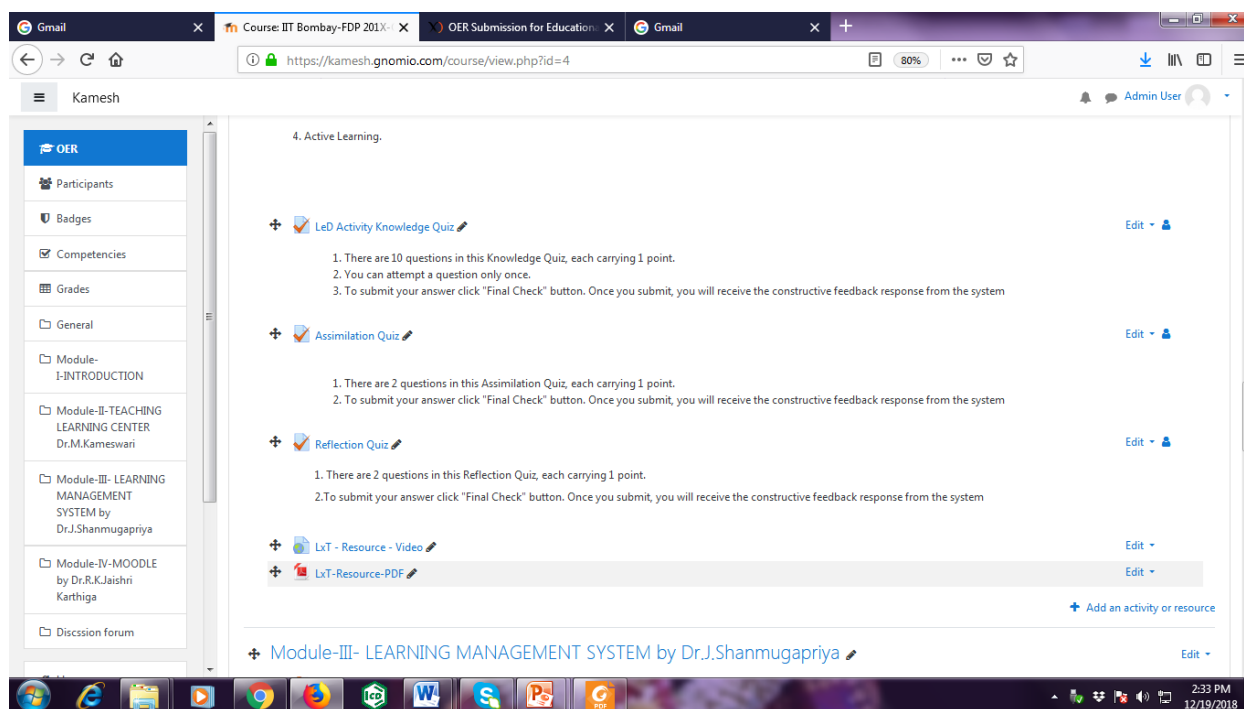 Gmail
Course: IIT Bombay-FDP 201X-
OER Submission for Education
Gmail
https://kamesh.gnomio.com/course/view.php?id=4
80%
Kamesh
Admin User
OER
Participants
Badges
Competencies
Grades
General
Module-
I-INTRODUCTION
Module-II-TEACHING
LEARNING CENTER
Dr.M.Kameswari
Module-III- LEARNING
MANAGEMENT
SYSTEM by
Dr.J.Shanmugapriya
Module-IV-MOODLE
by Dr.R.K.Jaishri
Karthiga
Discssion forum
4. Active Learning.
LeD Activity Knowledge Quiz
Edit
1. There are 10 questions in this Knowledge Quiz, each carrying 1 point.
2. You can attempt a question only once.
3. To submit your answer click "Final Check" button. Once you submit, you will receive the constructive feedback response from the system
Assimilation Quiz
Edit
1. There are 2 questions in this Assimilation Quiz, each carrying 1 point.
2. To submit your answer click "Final Check" button. Once you submit, you will receive the constructive feedback response from the system
Reflection Quiz
Edit
1. There are 2 questions in this Reflection Quiz, each carrying 1 point.
2.To submit your answer click "Final Check" button. Once you submit, you will receive the constructive feedback response from the system
LxT - Resource - Video
Edit
LxT-Resource-PDF
Edit
Add an activity or resource
Module-III- LEARNING MANAGEMENT SYSTEM by Dr.J.Shanmugapriya
Edit
2:33 PM
12/19/2018